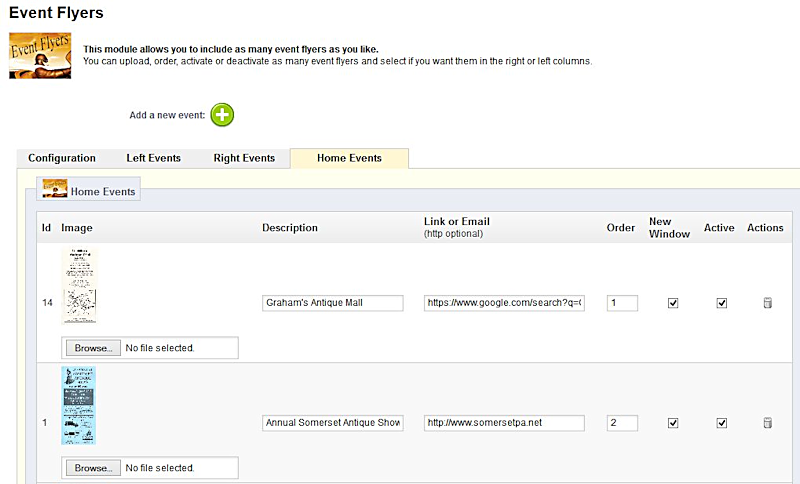 Event Flyers
Event Flyers
This module allows you to include as many event flyers as you like.
You can upload, order, activate or deactivate as many event flyers and select if you want them in the right or left columns.
Add a new event:
Configuration Left Events Right Events Home Events
Home Events
Id Image Description Link or Email (http optional) Order New Window Active Actions
14 Graham's Antique Mall https://www.google.com/search?q= 1
Browse... No file selected.
1 Annual Somerset Antique Show http://www.somersetpa.net 2
Browse... No file selected.